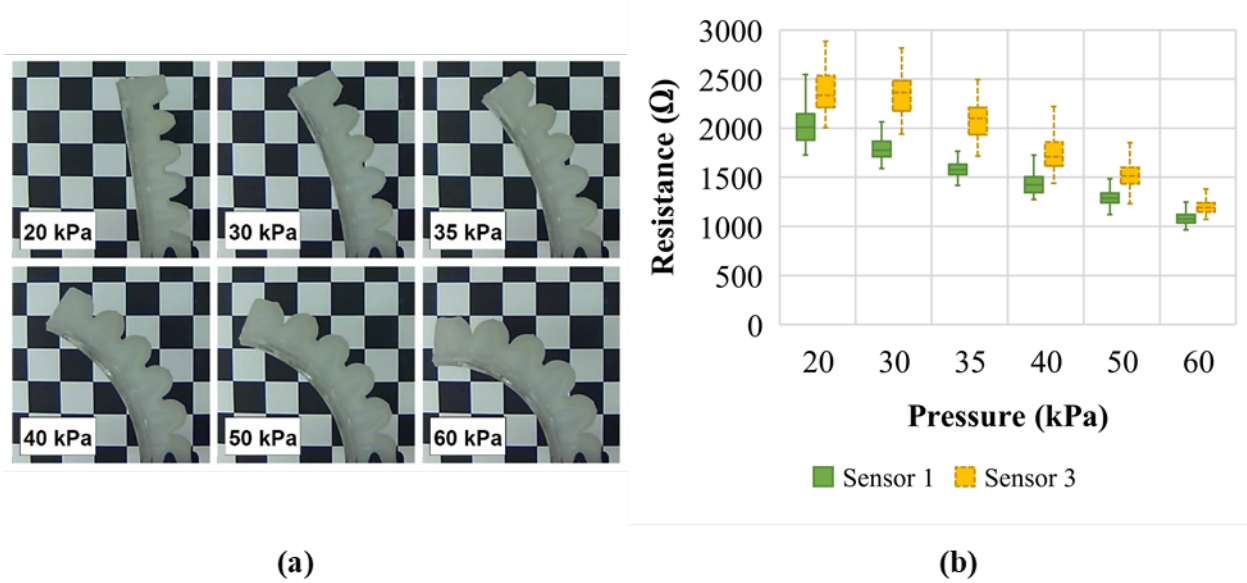 20 kPa
30 kPa
35 kPa
40 kPa
50 kPa
60 kPa
(a)
3000
2500
2000
1500
1000
500
0
Resistance (Ω)
20 30 35 40 50 60
Pressure (kPa)
Sensor 1 Sensor 3
(b)